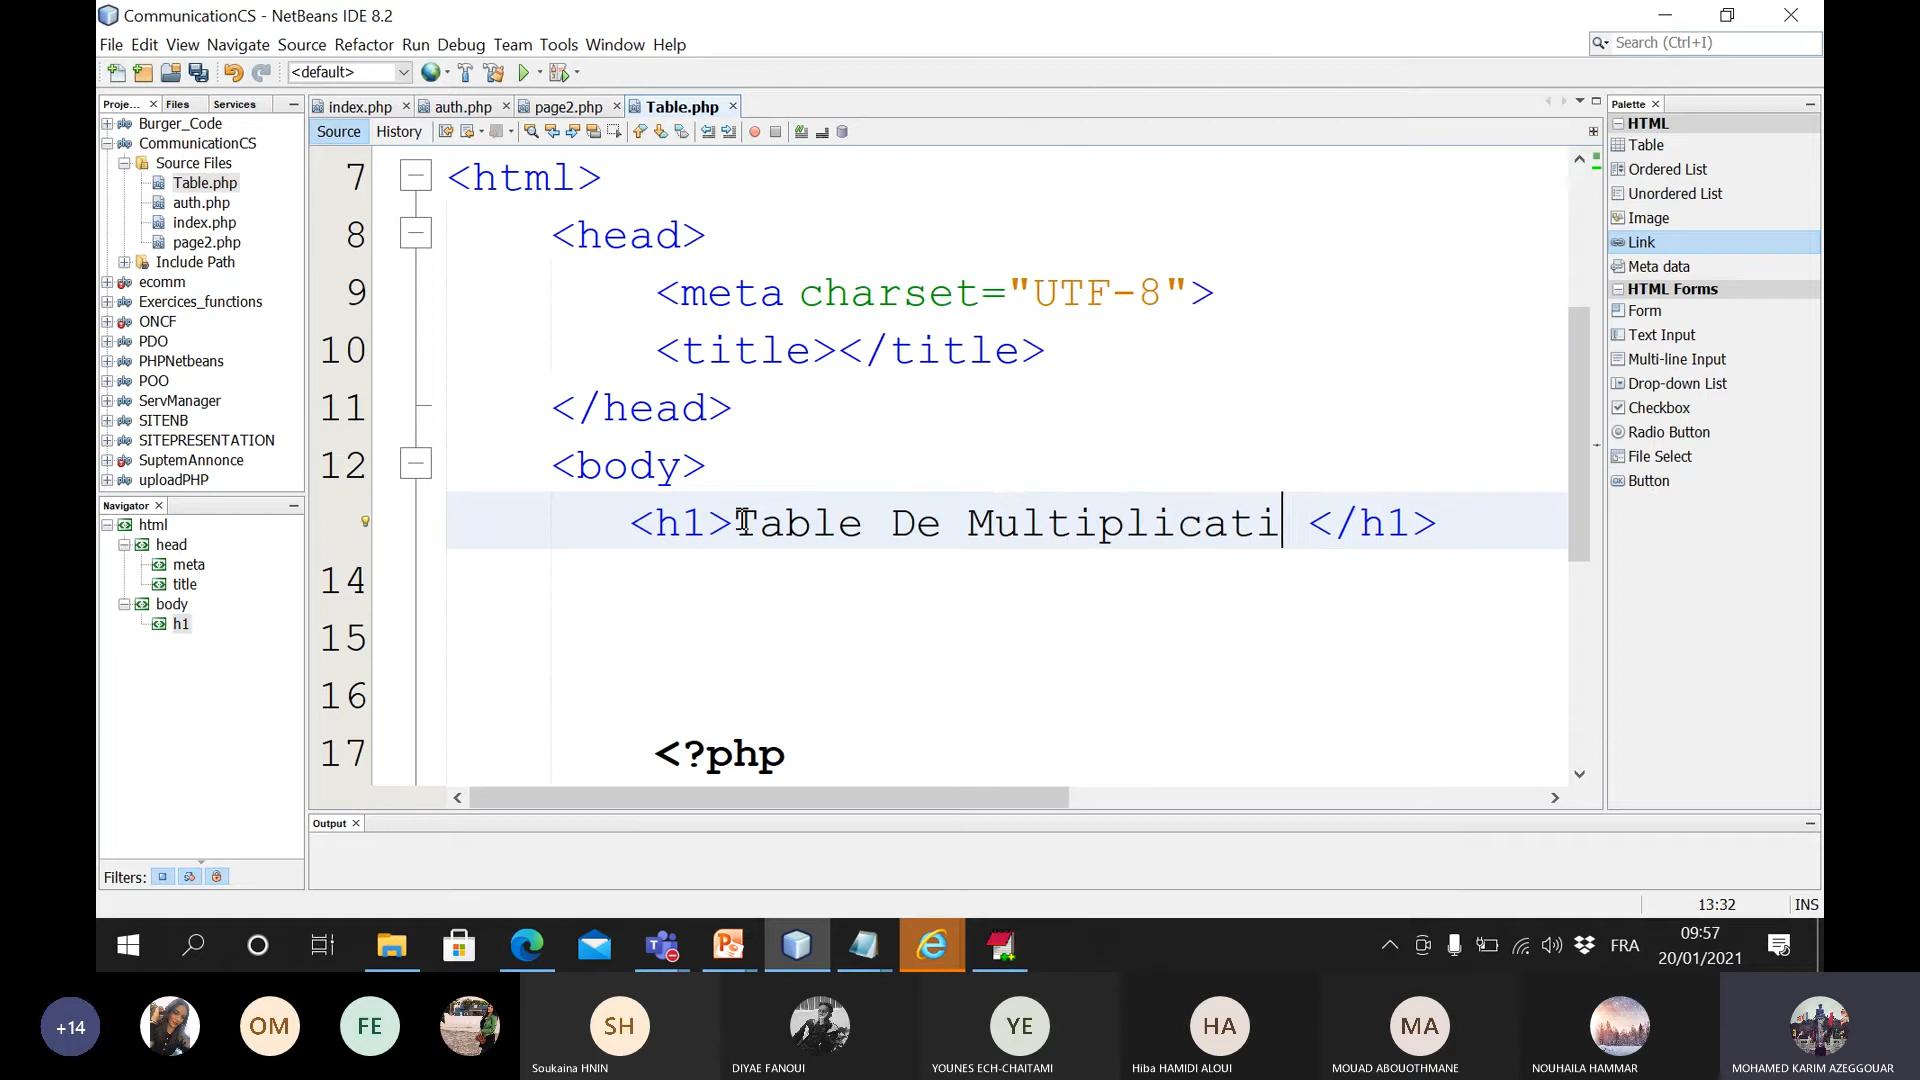 CommunicationCS - NetBeans IDE 8.2
File Edit View Navigate Source Refactor Run Debug Team Tools Window Help
Search (Ctrl+I)
<default>
Proje... Files Services
index.php auth.php page2.php Table.php
Palette
Source History
Burger_Code
CommunicationCS
Source Files
Table.php
auth.php
index.php
page2.php
Include Path
ecomm
Exercices_functions
ONCF
PDO
PHPNetbeans
POO
ServManager
SITENB
SITEPRESENTATION
SuptemAnnonce
uploadPHP
Navigator
html
head
meta
title
body
h1
Filters:
7 <html>
8 <head>
9 <meta charset="UTF-8">
10 <title></title>
11 </head>
12 <body>
<h1>Table De Multiplicati </h1>
14
15
16
17 <?php
Output
HTML
Table
Ordered List
Unordered List
Image
Link
Meta data
HTML Forms
Form
Text Input
Multi-line Input
Drop-down List
Checkbox
Radio Button
File Select
Button
13:32 INS
FRA
09:57
20/01/2021
+14
OM
FE
SH
Soukaina HNIN
DIYAE FANOUI
YE
YOUNES ECH-CHAITAMI
HA
Hiba HAMIDI ALOUI
MA
MOUAD ABOUOTHMANE
NOUHAILA HAMMAR
MOHAMED KARIM AZEGGOUAR